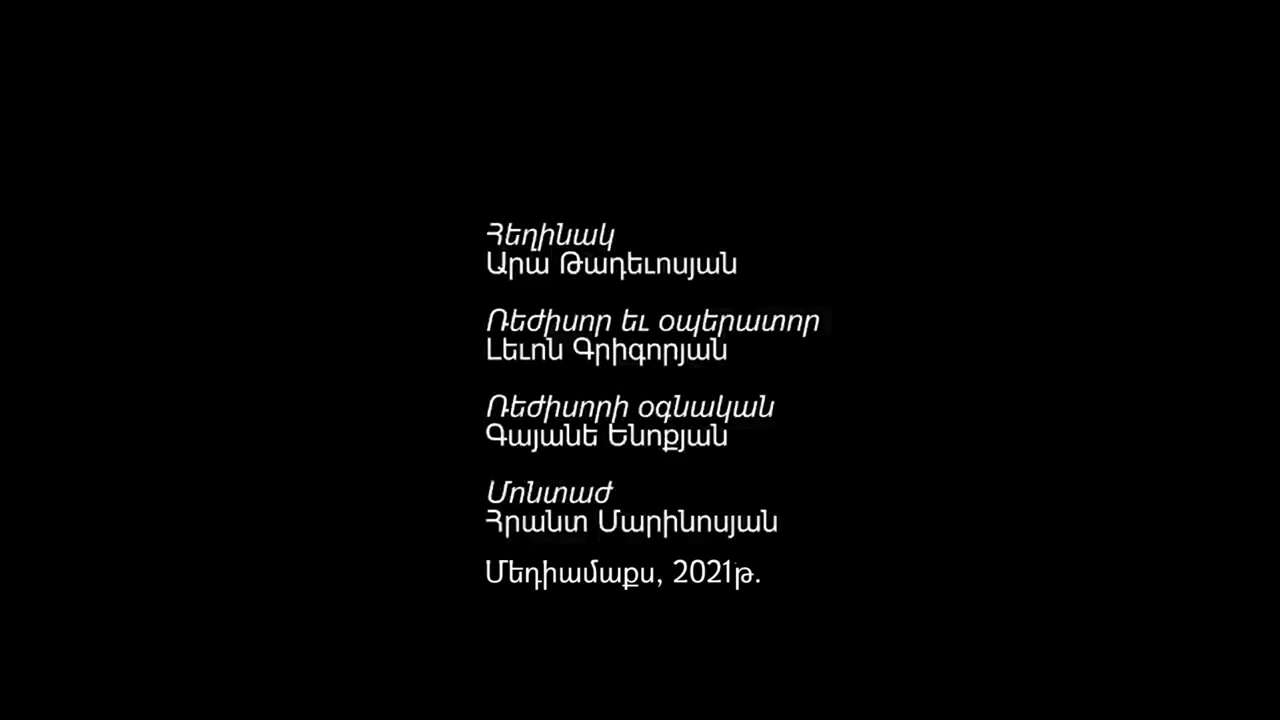 Հեղինակ
Արա Թադեւոսյան
Ռեժիսոր եւ օպերատոր
Լեւոն Գրիգորյան
Ռեժիսորի օգնական
Գայանե Ենոքյան
Մոնտաժ
Հրանտ Մարինոսյան
Մեդիամաքս, 2021թ.